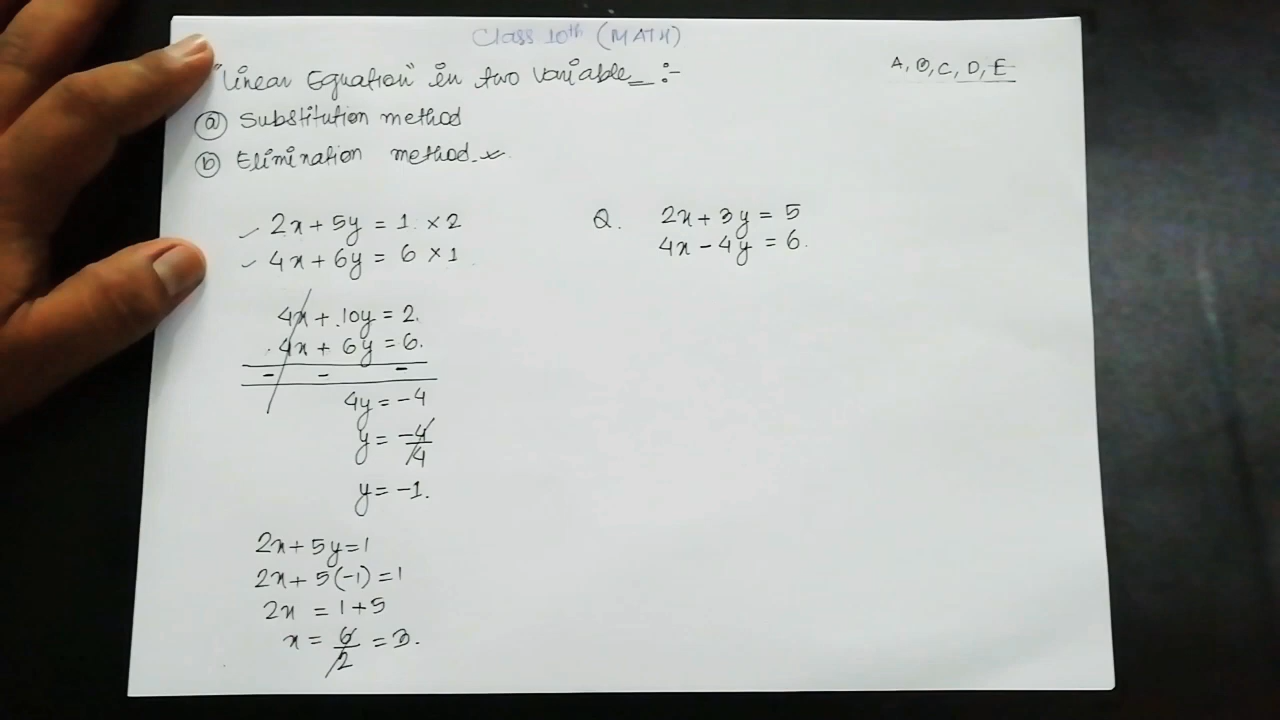 Class 10th (MATH)
"Linear Equation" in two variable :-
A, B, C, D, E
(a) Substitution method
(b) Elimination method
2x + 5y = 1 × 2
4x + 6y = 6 × 1
4x + 10y = 2.
4x + 6y = 6.
- - -
4y = -4
y = -4/4
y = -1.
2x + 5y = 1
2x + 5(-1) = 1
2x = 1 + 5
x = 6/2 = 3.
Q. 2x + 3y = 5
4x - 4y = 6.